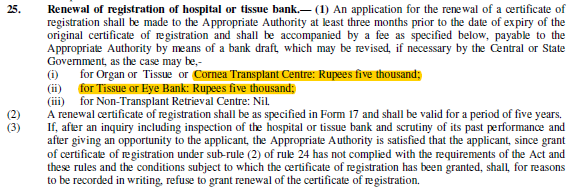 25. Renewal of registration of hospital or tissue bank.— (1) An application for the renewal of a certificate of
registration shall be made to the Appropriate Authority at least three months prior to the date of expiry of the
original certificate of registration and shall be accompanied by a fee as specified below, payable to the
Appropriate Authority by means of a bank draft, which may be revised, if necessary by the Central or State
Government, as the case may be,-
(i) for Organ or Tissue or Cornea Transplant Centre: Rupees five thousand;
(ii) for Tissue or Eye Bank: Rupees five thousand;
(iii) for Non-Transplant Retrieval Centre: Nil.
(2) A renewal certificate of registration shall be as specified in Form 17 and shall be valid for a period of five years.
(3) If, after an inquiry including inspection of the hospital or tissue bank and scrutiny of its past performance and
after giving an opportunity to the applicant, the Appropriate Authority is satisfied that the applicant, since grant
of certificate of registration under sub-rule (2) of rule 24 has not complied with the requirements of the Act and
these rules and the conditions subject to which the certificate of registration has been granted, shall, for reasons
to be recorded in writing, refuse to grant renewal of the certificate of registration.